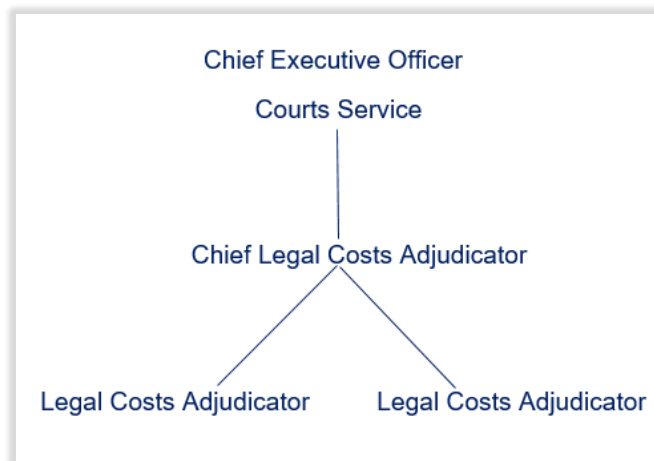 Chief Executive Officer
Courts Service
Chief Legal Costs Adjudicator
Legal Costs Adjudicator
Legal Costs Adjudicator